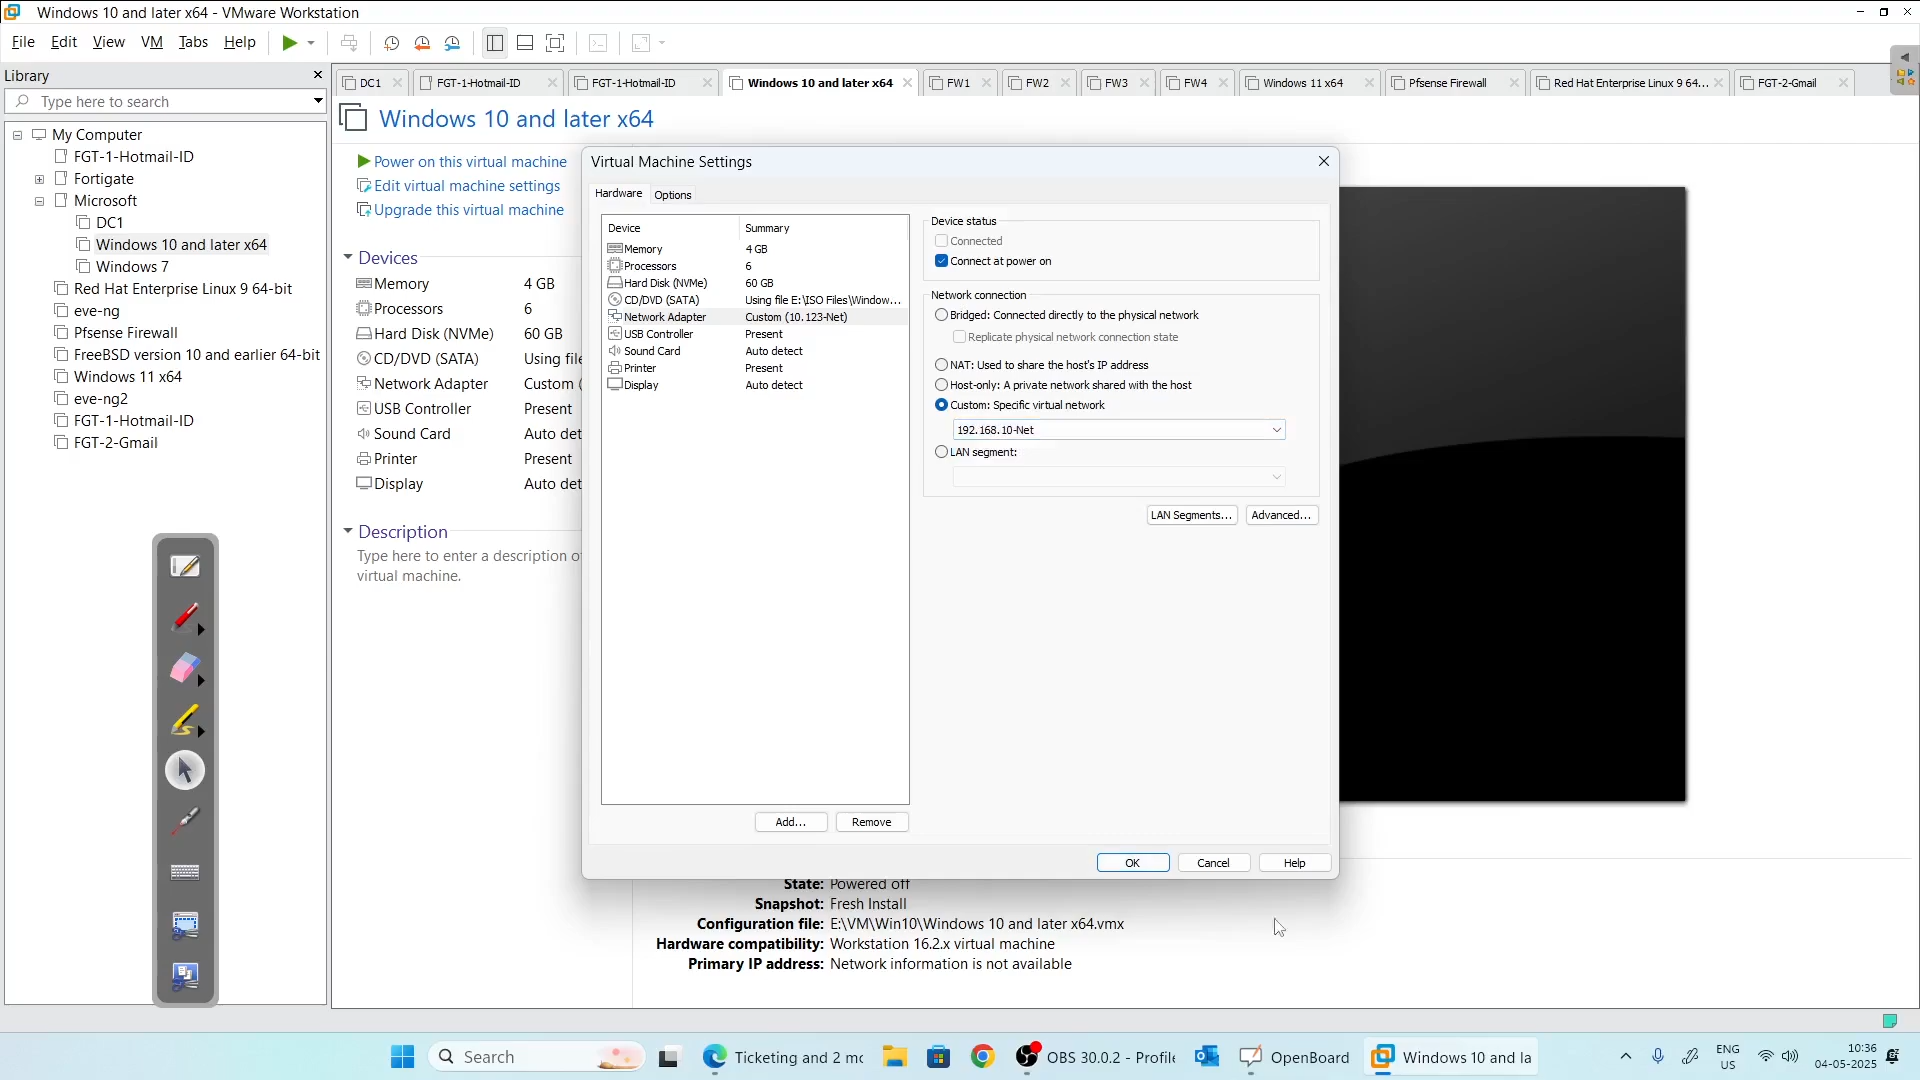 Windows 10 and later x64 - VMware Workstation
File Edit View VM Tabs Help
Library
Type here to search
My Computer
FGT-1-Hotmail-ID
Fortigate
Microsoft
DC1
Windows 10 and later x64
Windows 7
Red Hat Enterprise Linux 9 64-bit
eve-ng
Pfsense Firewall
FreeBSD version 10 and earlier 64-bit
Windows 11 x64
eve-ng2
FGT-1-Hotmail-ID
FGT-2-Gmail
DC1 FGT-1-Hotmail-ID FGT-1-Hotmail-ID Windows 10 and later x64 FW1 FW2 FW3 FW4 Windows 11 x64 Pfsense Firewall Red Hat Enterprise Linux 9 64... FGT-2-Gmail
Windows 10 and later x64
Power on this virtual machine
Edit virtual machine settings
Upgrade this virtual machine
Devices
Memory 4 GB
Processors 6
Hard Disk (NVMe) 60 GB
CD/DVD (SATA) Using file
Network Adapter Custom (
USB Controller Present
Sound Card Auto det
Printer Present
Display Auto det
Description
Type here to enter a description o
virtual machine.
Virtual Machine Settings
Hardware Options
Device Summary
Memory 4 GB
Processors 6
Hard Disk (NVMe) 60 GB
CD/DVD (SATA) Using file E:\ISO Files\Window...
Network Adapter Custom (10.123-Net)
USB Controller Present
Sound Card Auto detect
Printer Present
Display Auto detect
Add... Remove
Device status
Connected
Connect at power on
Network connection
Bridged: Connected directly to the physical network
Replicate physical network connection state
NAT: Used to share the host's IP address
Host-only: A private network shared with the host
Custom: Specific virtual network
192.168.10-Net
LAN segment:
LAN Segments... Advanced...
OK Cancel Help
State: Powered off
Snapshot: Fresh Install
Configuration file: E:\VM\Win10\Windows 10 and later x64.vmx
Hardware compatibility: Workstation 16.2.x virtual machine
Primary IP address: Network information is not available
Search
Ticketing and 2 mo
OBS 30.0.2 - Profile
OpenBoard
Windows 10 and la
ENG
US
10:36
04-05-2025